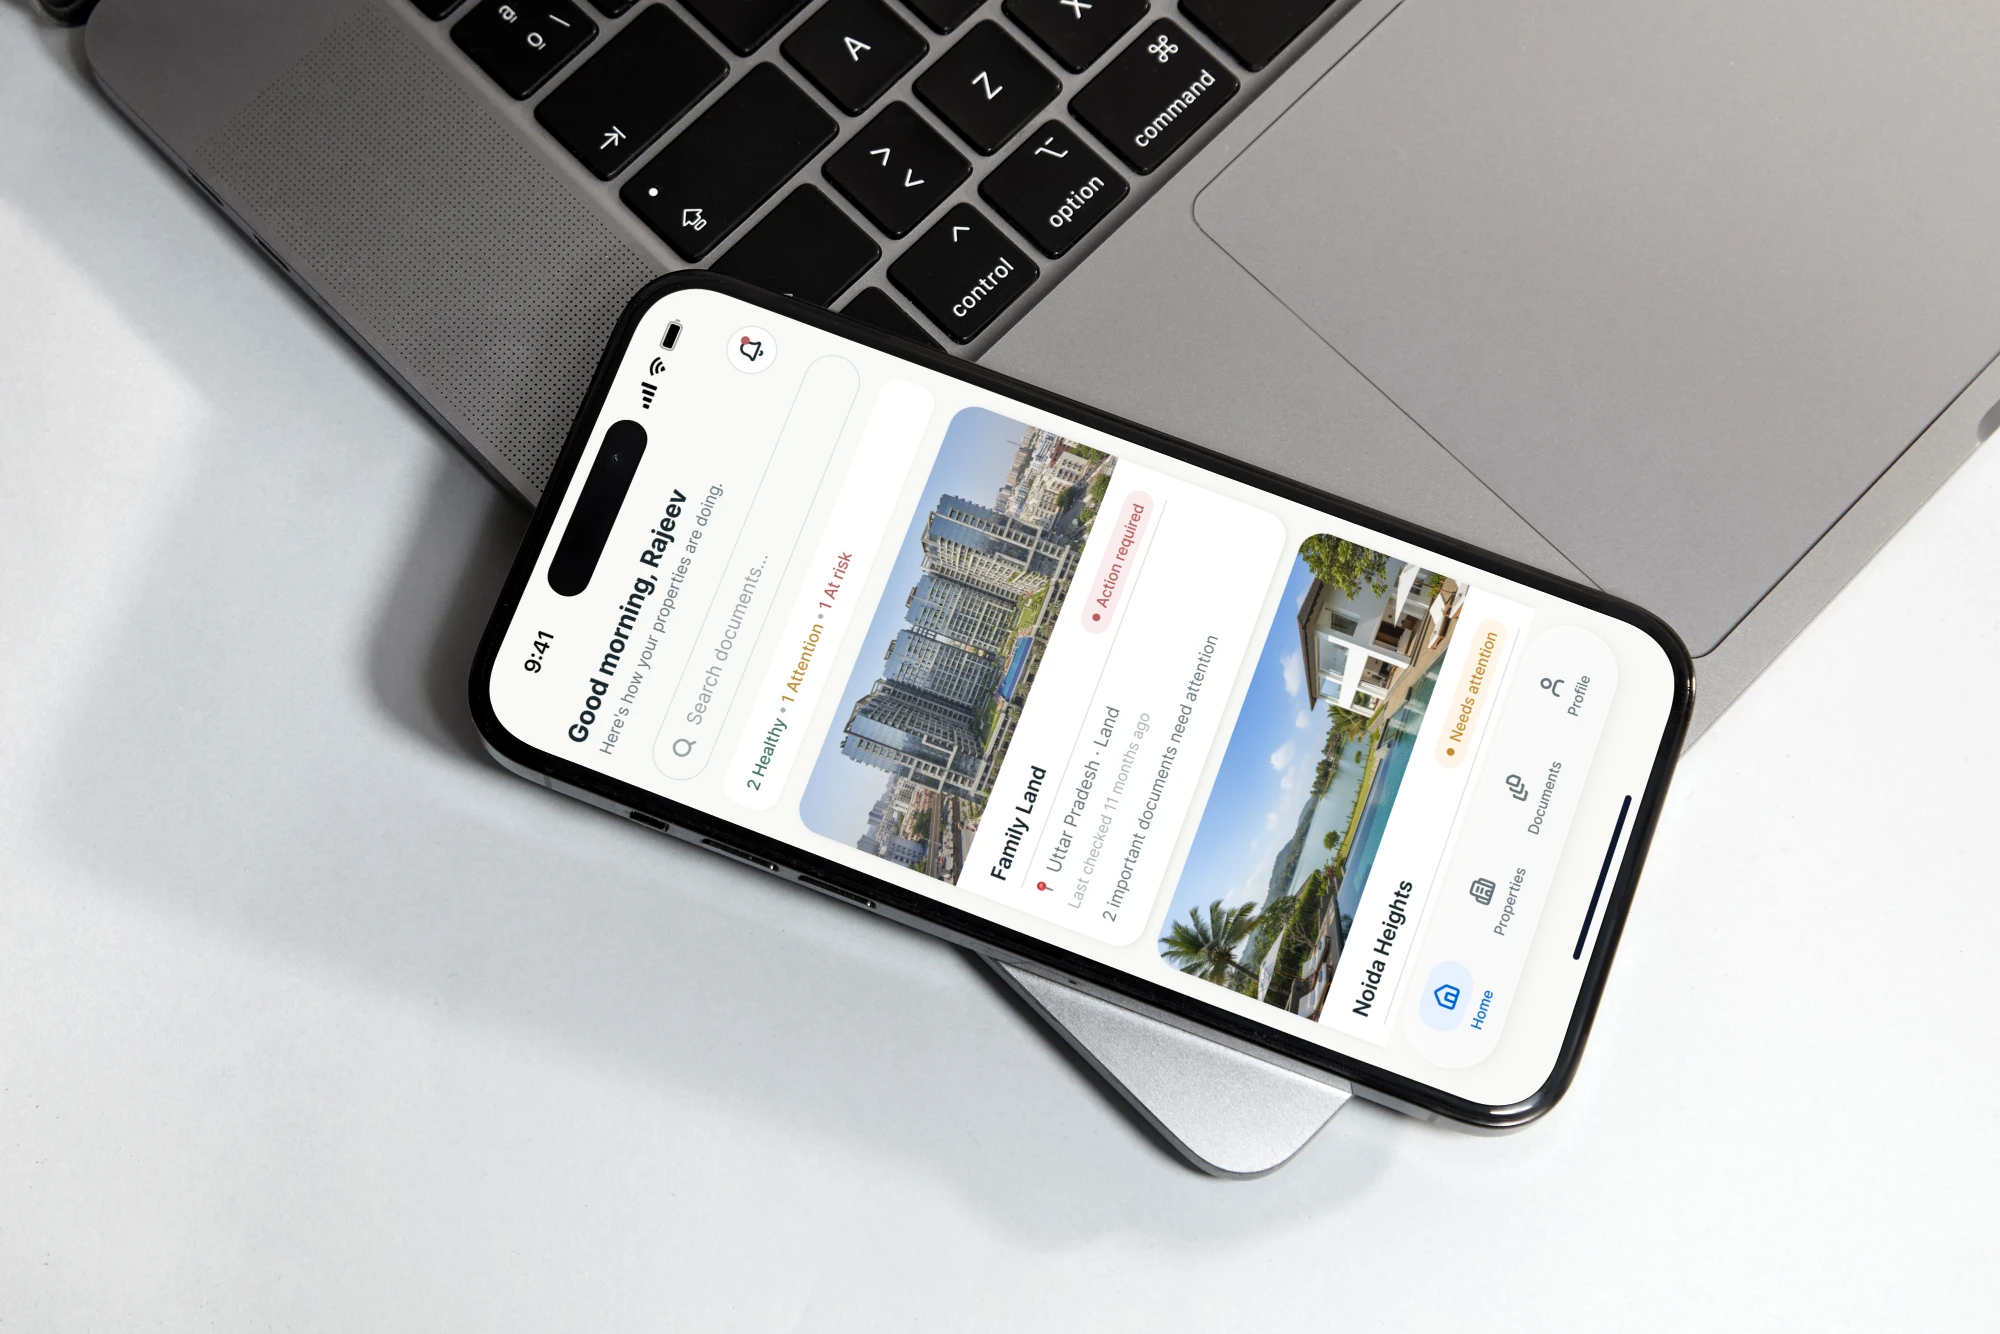 ª
º \
A
Z
X
⌘
command
⌥
option
^
control
>
<
9:41
Good morning, Rajeev
Here's how your properties are doing.
Search documents...
2 Healthy • 1 Attention • 1 At risk
Family Land
Action required
Uttar Pradesh · Land
Last checked 11 months ago
2 important documents need attention
Noida Heights
Needs attention
Home
Properties
Documents
Profile